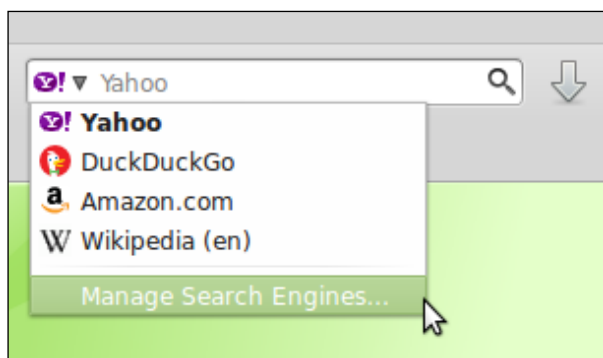 Y! Yahoo
Y! Yahoo
DuckDuckGo
a Amazon.com
W Wikipedia (en)
Manage Search Engines...